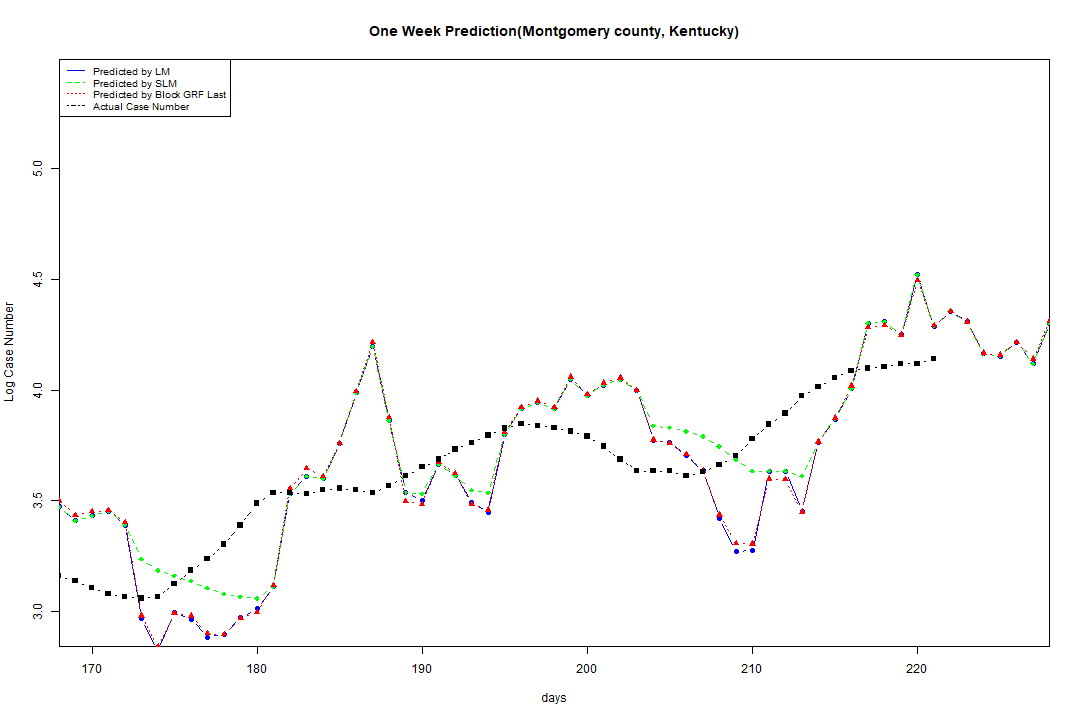 One Week Prediction(Montgomery county, Kentucky)
Predicted by LM
Predicted by SLM
Predicted by Block GRF Last
Actual Case Number
5.0
4.5
4.0
3.5
3.0
Log Case Number
170 180 190 200 210 220
days